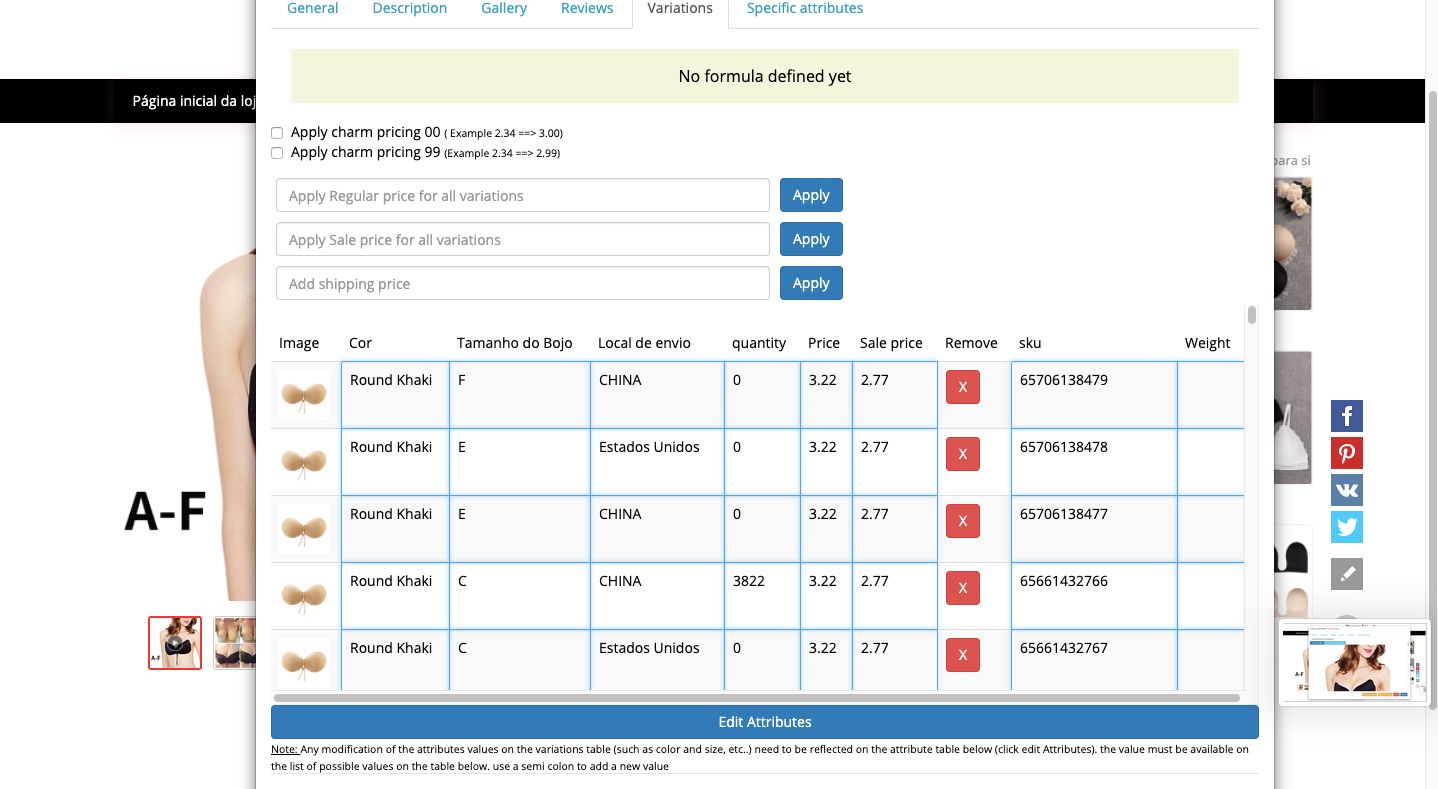 General Description Gallery Reviews Variations Specific attributes
No formula defined yet
Página inicial da loj
Apply charm pricing 00 ( Example 2.34 ==> 3.00)
Apply charm pricing 99 (Example 2.34 ==> 2.99)
para si
Apply Regular price for all variations Apply
Apply Sale price for all variations Apply
Add shipping price Apply
Image Cor Tamanho do Bojo Local de envio quantity Price Sale price Remove sku Weight
Round Khaki F CHINA 0 3.22 2.77 X 65706138479
Round Khaki E Estados Unidos 0 3.22 2.77 X 65706138478
Round Khaki E CHINA 0 3.22 2.77 X 65706138477
A-F
Round Khaki C CHINA 3822 3.22 2.77 X 65661432766
Round Khaki C Estados Unidos 0 3.22 2.77 X 65661432767
A-F
A-F
Edit Attributes
Note: Any modification of the attributes values on the variations table (such as color and size, etc..) need to be reflected on the attribute table below (click edit Attributes). the value must be available on
the list of possible values on the table below. use a semi colon to add a new value